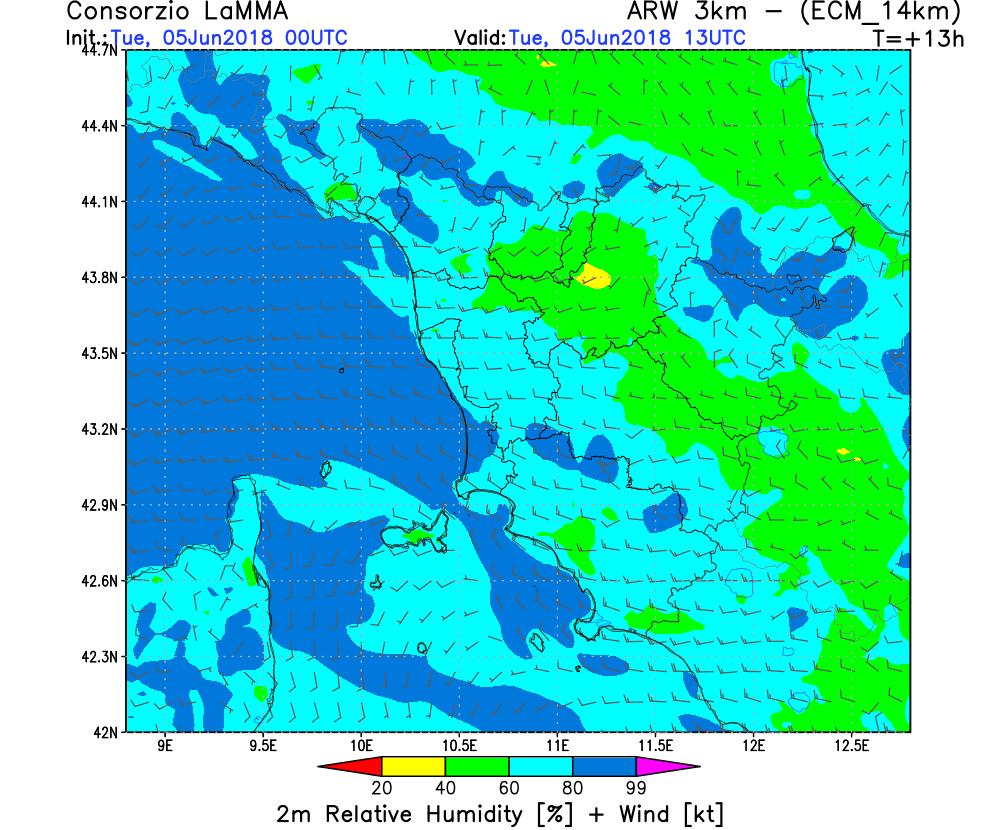 Consorzio LaMMA ARW 3km – (ECM_14km)
Init.:Tue, 05Jun2018 00UTC Valid:Tue, 05Jun2018 13UTC T=+13h
44.7N
44.4N
44.1N
43.8N
43.5N
43.2N
42.9N
42.6N
42.3N
42N
9E 9.5E 10E 10.5E 11E 11.5E 12E 12.5E
20 40 60 80 99
2m Relative Humidity [%] + Wind [kt]